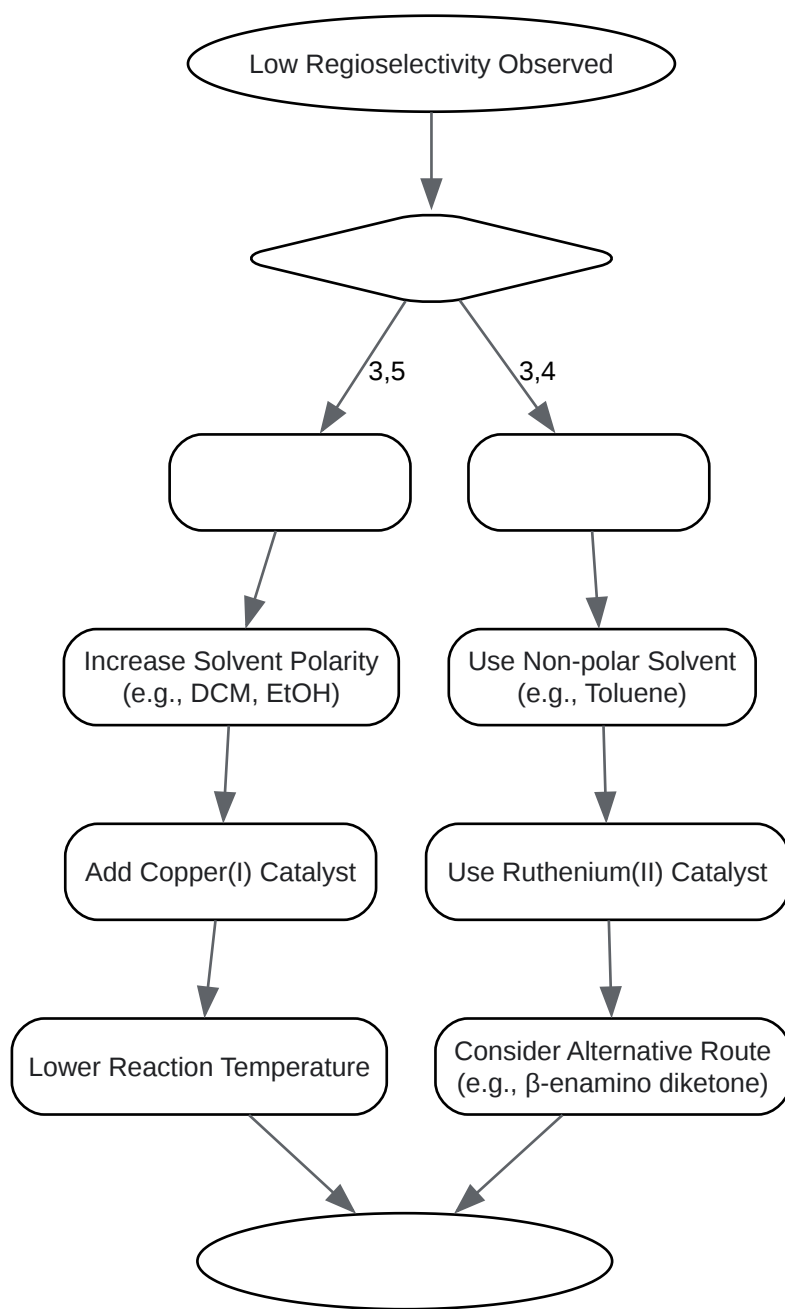 Low Regioselectivity Observed
3,5
3,4
Increase Solvent Polarity
(e.g., DCM, EtOH)
Use Non-polar Solvent
(e.g., Toluene)
Add Copper(I) Catalyst
Use Ruthenium(II) Catalyst
Lower Reaction Temperature
Consider Alternative Route
(e.g., β-enamino diketone)